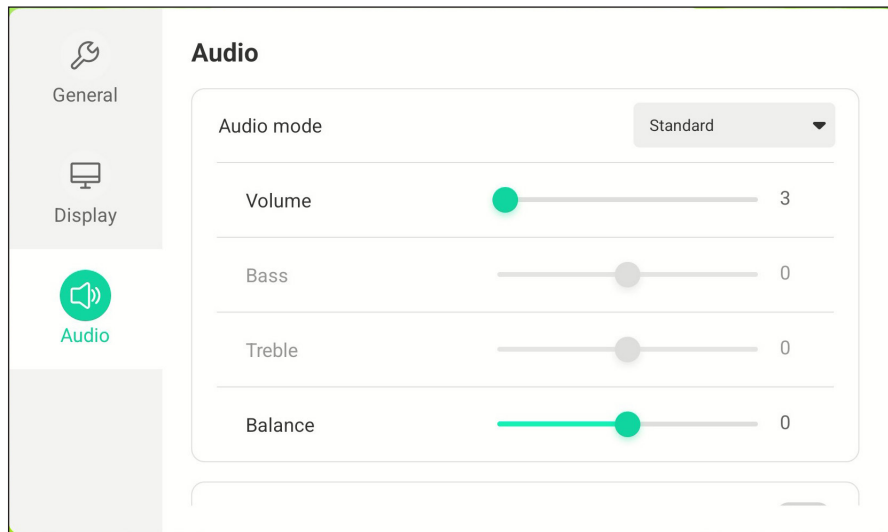 General
Display
Audio
Audio
Audio mode Standard
Volume 3
Bass 0
Treble 0
Balance 0